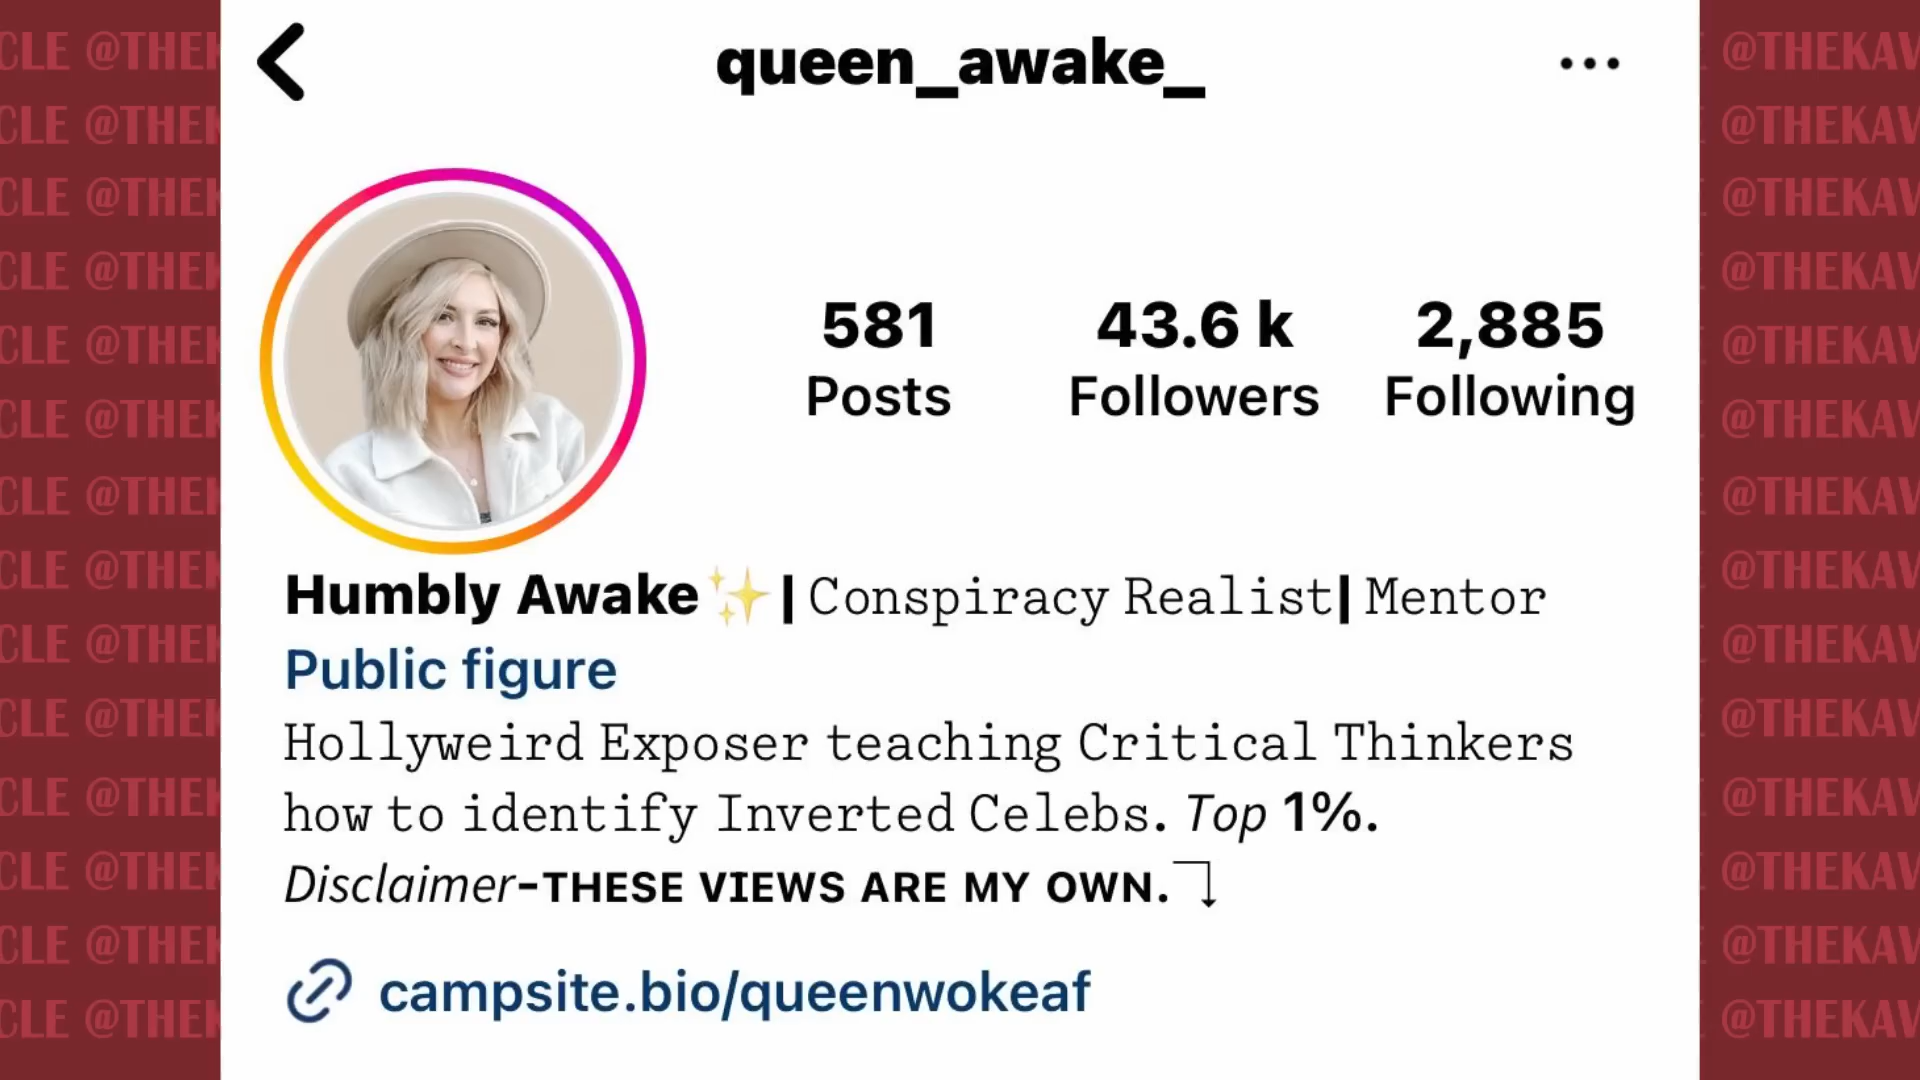 queen_awake_
581 43.6 k 2,885
Posts Followers Following
Humbly Awake✨| Conspiracy Realist| Mentor
Public figure
Hollyweird Exposer teaching Critical Thinkers
how to identify Inverted Celebs. Top 1%.
Disclaimer-THESE VIEWS ARE MY OWN.
campsite.bio/queenwokeaf